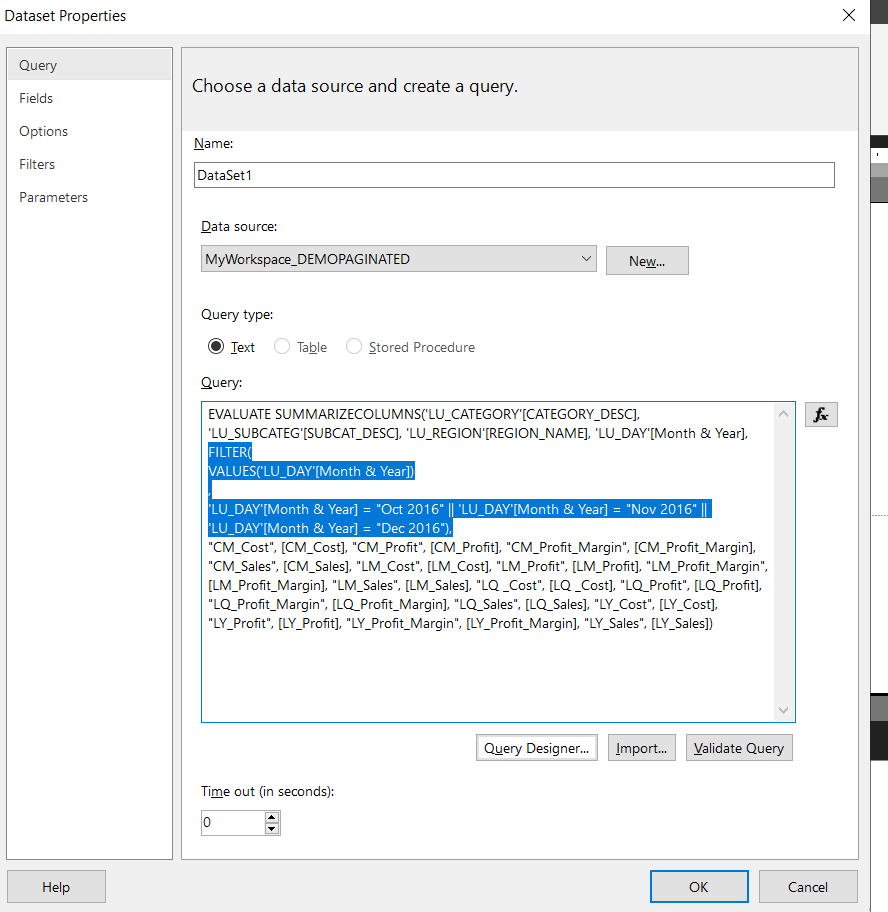 Dataset Properties
Query
Fields
Options
Filters
Parameters
Choose a data source and create a query.
Name:
DataSet1
Data source:
MyWorkspace_DEMOPAGINATED
New...
Query type:
Text
Table
Stored Procedure
Query:
EVALUATE SUMMARIZECOLUMNS('LU_CATEGORY'[CATEGORY_DESC],
'LU_SUBCATEG'[SUBCAT_DESC], 'LU_REGION'[REGION_NAME], 'LU_DAY'[Month & Year],
FILTER(
VALUES('LU_DAY'[Month & Year])
,
'LU_DAY'[Month & Year] = "Oct 2016" || 'LU_DAY'[Month & Year] = "Nov 2016" ||
'LU_DAY'[Month & Year] = "Dec 2016"),
"CM_Cost", [CM_Cost], "CM_Profit", [CM_Profit], "CM_Profit_Margin", [CM_Profit_Margin],
"CM_Sales", [CM_Sales], "LM_Cost", [LM_Cost], "LM_Profit", [LM_Profit], "LM_Profit_Margin",
[LM_Profit_Margin], "LM_Sales", [LM_Sales], "LQ _Cost", [LQ _Cost], "LQ_Profit", [LQ_Profit],
"LQ_Profit_Margin", [LQ_Profit_Margin], "LQ_Sales", [LQ_Sales], "LY_Cost", [LY_Cost],
"LY_Profit", [LY_Profit], "LY_Profit_Margin", [LY_Profit_Margin], "LY_Sales", [LY_Sales])
fx
Query Designer...
Import...
Validate Query
Time out (in seconds):
0
Help
OK
Cancel